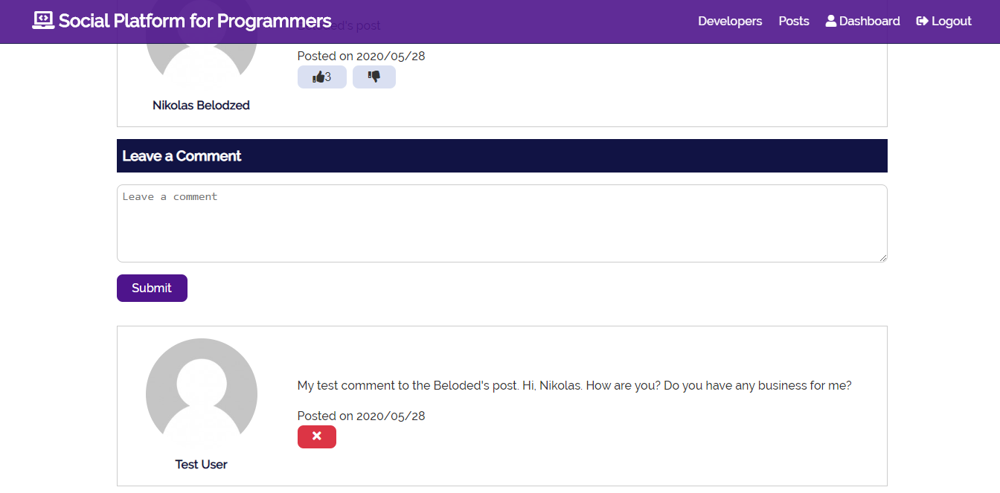 Social Platform for Programmers
Developers Posts Dashboard Logout
Beloded's post
Posted on 2020/05/28
3
Nikolas Belodzed
Leave a Comment
Leave a comment
Submit
My test comment to the Beloded's post. Hi, Nikolas. How are you? Do you have any business for me?
Posted on 2020/05/28
Test User